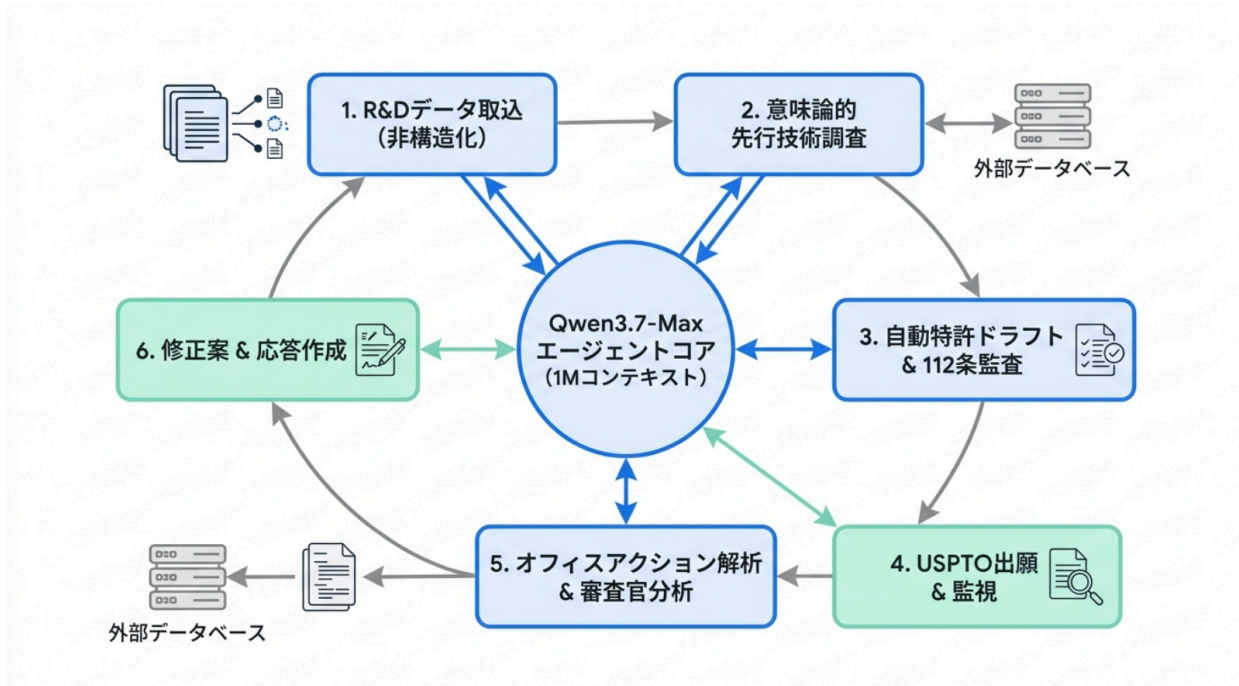 1. R&Dデータ取込
（非構造化）
2. 意味論的
先行技術調査
外部データベース
Qwen3.7-Max
エージェントコア
（1Mコンテキスト）
3. 自動特許ドラフト
& 112条監査
6. 修正案 & 応答作成
5. オフィスアクション解析
& 審査官分析
4. USPTO出願
& 監視
外部データベース